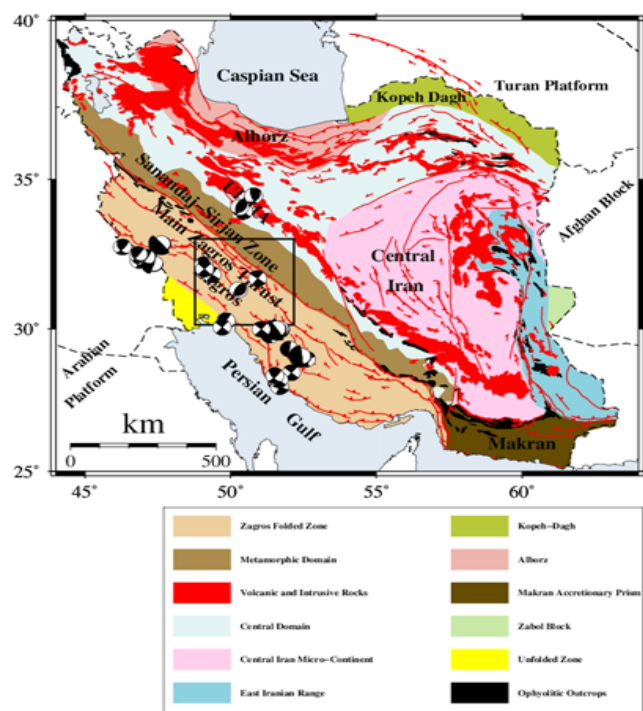 40°
Caspian Sea
Turan Platform
Kopeh Dagh
Alborz
35°
Sanandaj-Sirjan Zone
Afghan Block
Main Zagros Thrust
Central
Iran
Zagros
30°
Arabian
Platform
Persian
Gulf
km
0 500
Makran
25°
45° 50° 55° 60°
Zagros Folded Zone
Kopeh-Dagh
Metamorphic Domain
Alborz
Volcanic and Intrusive Rocks
Makran Accretionary Prism
Central Domain
Zabol Block
Central Iran Micro-Continent
Unfolded Zone
East Iranian Range
Ophyolitic Outcrops